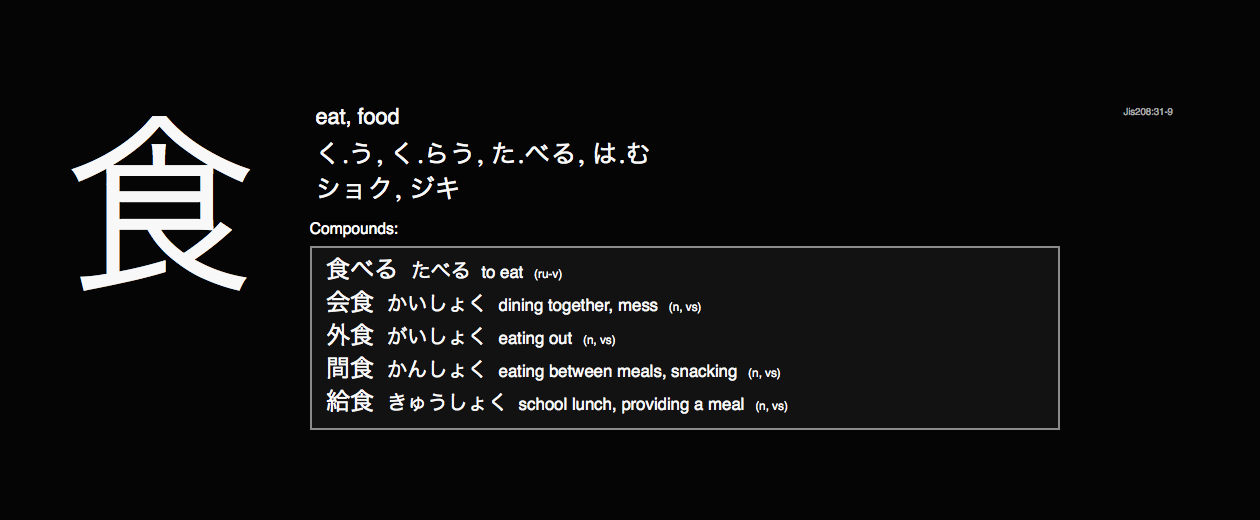 食
eat, food
Jis208:31-9
く.う, く.らう, た.べる, は.む
ショク, ジキ
Compounds:
食べる たべる to eat (ru-v)
会食 かいしょく dining together, mess (n, vs)
外食 がいしょく eating out (n, vs)
間食 かんしょく eating between meals, snacking (n, vs)
給食 きゅうしょく school lunch, providing a meal (n, vs)